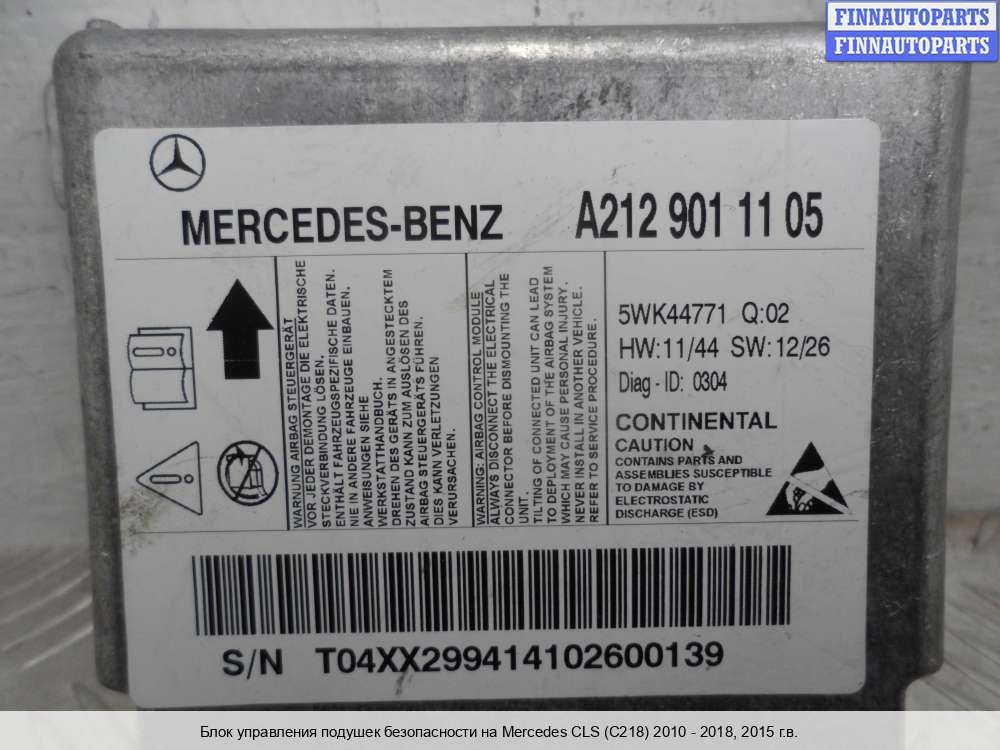 FINNAUTOPARTS
FINNAUTOPARTS
MERCEDES-BENZ
A212 901 11 05
WARNUNG AIRBAG STEUERGERÄT
VOR JEDER DEMONTAGE DIE ELEKTRISCHE
STECKVERBINDUNG LÖSEN.
ENTHÄLT FAHRZEUGSPEZIFISCHE DATEN.
NIE IN ANDERE FAHRZEUGE EINBAUEN.
ANWEISUNGEN SIEHE
WERKSTATTHANDBUCH.
DREHEN DES GERÄTS IN ANGESTECKTEM
ZUSTAND KANN ZUM AUSLÖSEN DES
AIRBAG STEUERGERÄTS FÜHREN.
DIES KANN VERLETZUNGEN
VERURSACHEN.
WARNING: AIRBAG CONTROL MODULE
ALWAYS DISCONNECT THE ELECTRICAL
CONNECTOR BEFORE DISMOUNTING THE
UNIT.
TILTING OF CONNECTED UNIT CAN LEAD
TO DEPLOYMENT OF THE AIRBAG SYSTEM
WHICH MAY CAUSE PERSONAL INJURY.
NEVER INSTALL IN ANOTHER VEHICLE.
REFER TO SERVICE PROCEDURE.
5WK44771 Q:02
HW:11/44 SW:12/26
Diag - ID: 0304
CONTINENTAL
CAUTION
CONTAINS PARTS AND
ASSEMBLIES SUSCEPTIBLE
TO DAMAGE BY
ELECTROSTATIC
DISCHARGE (ESD)
S/N T04XX299414102600139
Блок управления подушек безопасности на Mercedes CLS (C218) 2010 - 2018, 2015 г.в.